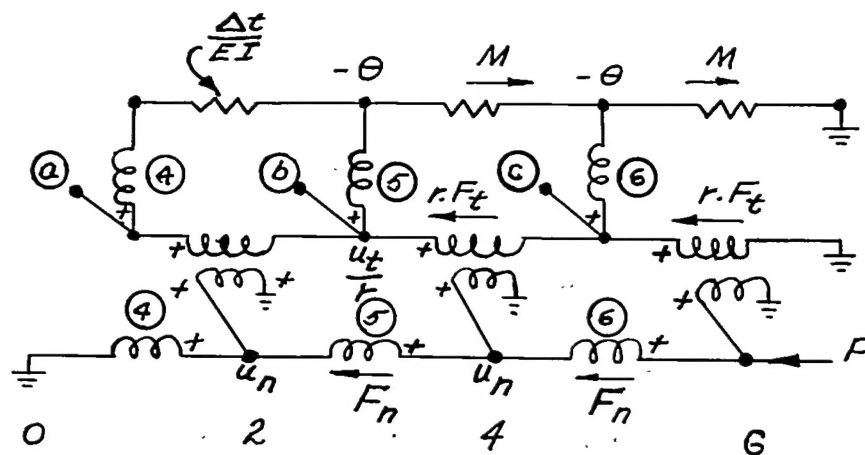 Δt
EI
-θ M -θ M
a 4 b 5 c 6
r.Ft r.Ft
+ + + + + +
ut
r
+ + + + +
4 + 5 + 6 +
un un P
Fn Fn
0 2 4 6